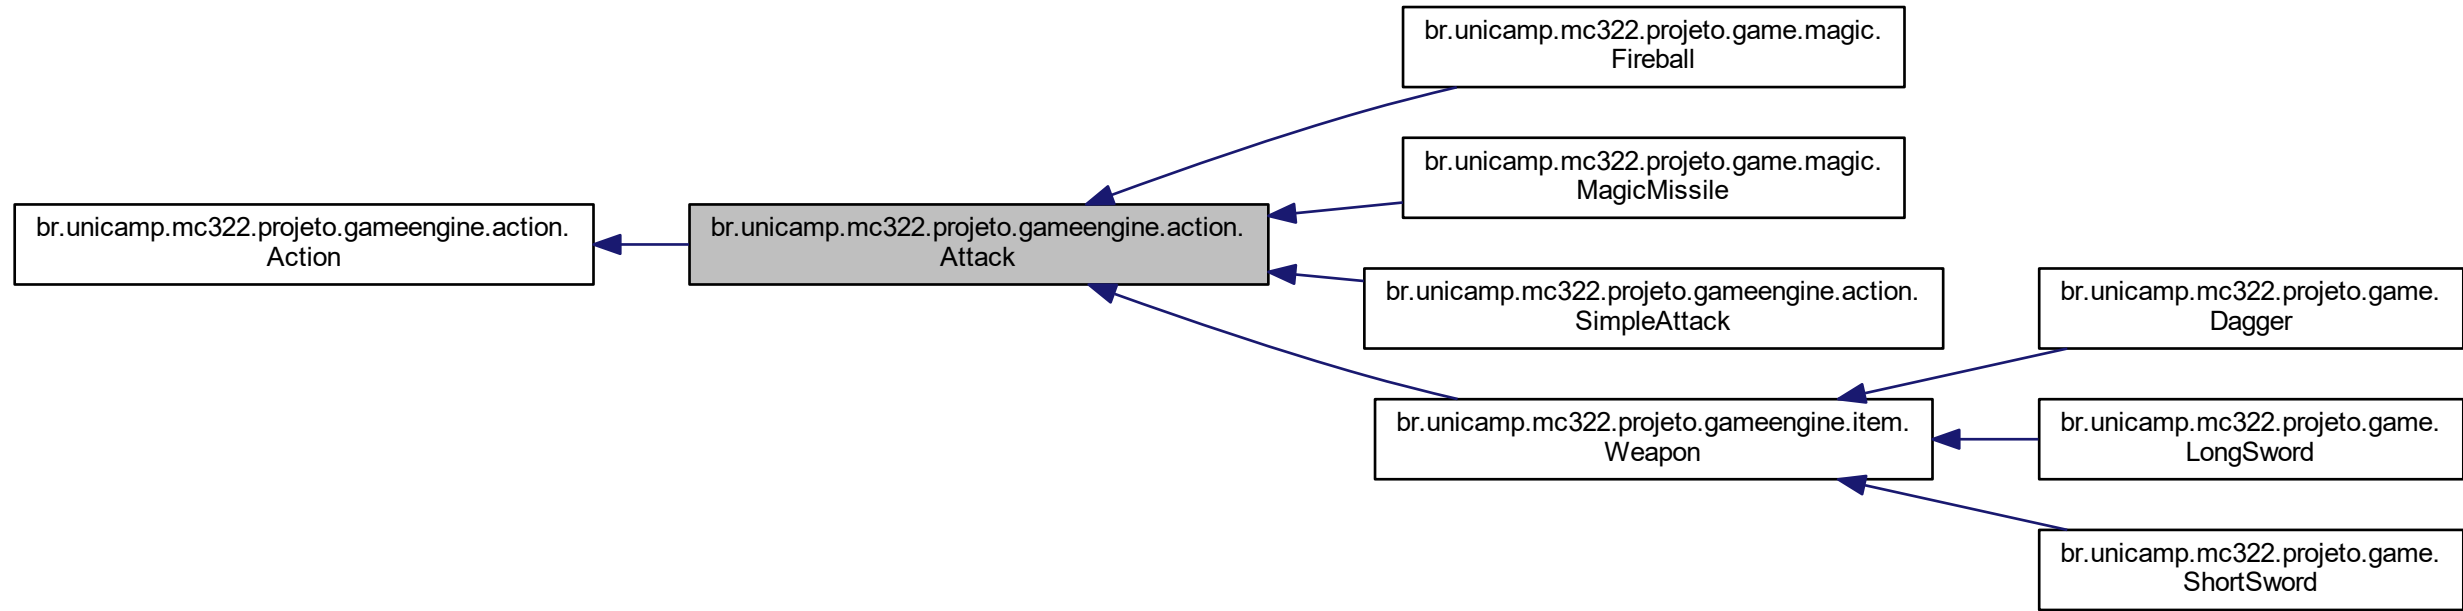 br.unicamp.mc322.projeto.gameengine.action.
Action
br.unicamp.mc322.projeto.gameengine.action.
Attack
br.unicamp.mc322.projeto.game.magic.
Fireball
br.unicamp.mc322.projeto.game.magic.
MagicMissile
br.unicamp.mc322.projeto.gameengine.action.
SimpleAttack
br.unicamp.mc322.projeto.gameengine.item.
Weapon
br.unicamp.mc322.projeto.game.
Dagger
br.unicamp.mc322.projeto.game.
LongSword
br.unicamp.mc322.projeto.game.
ShortSword